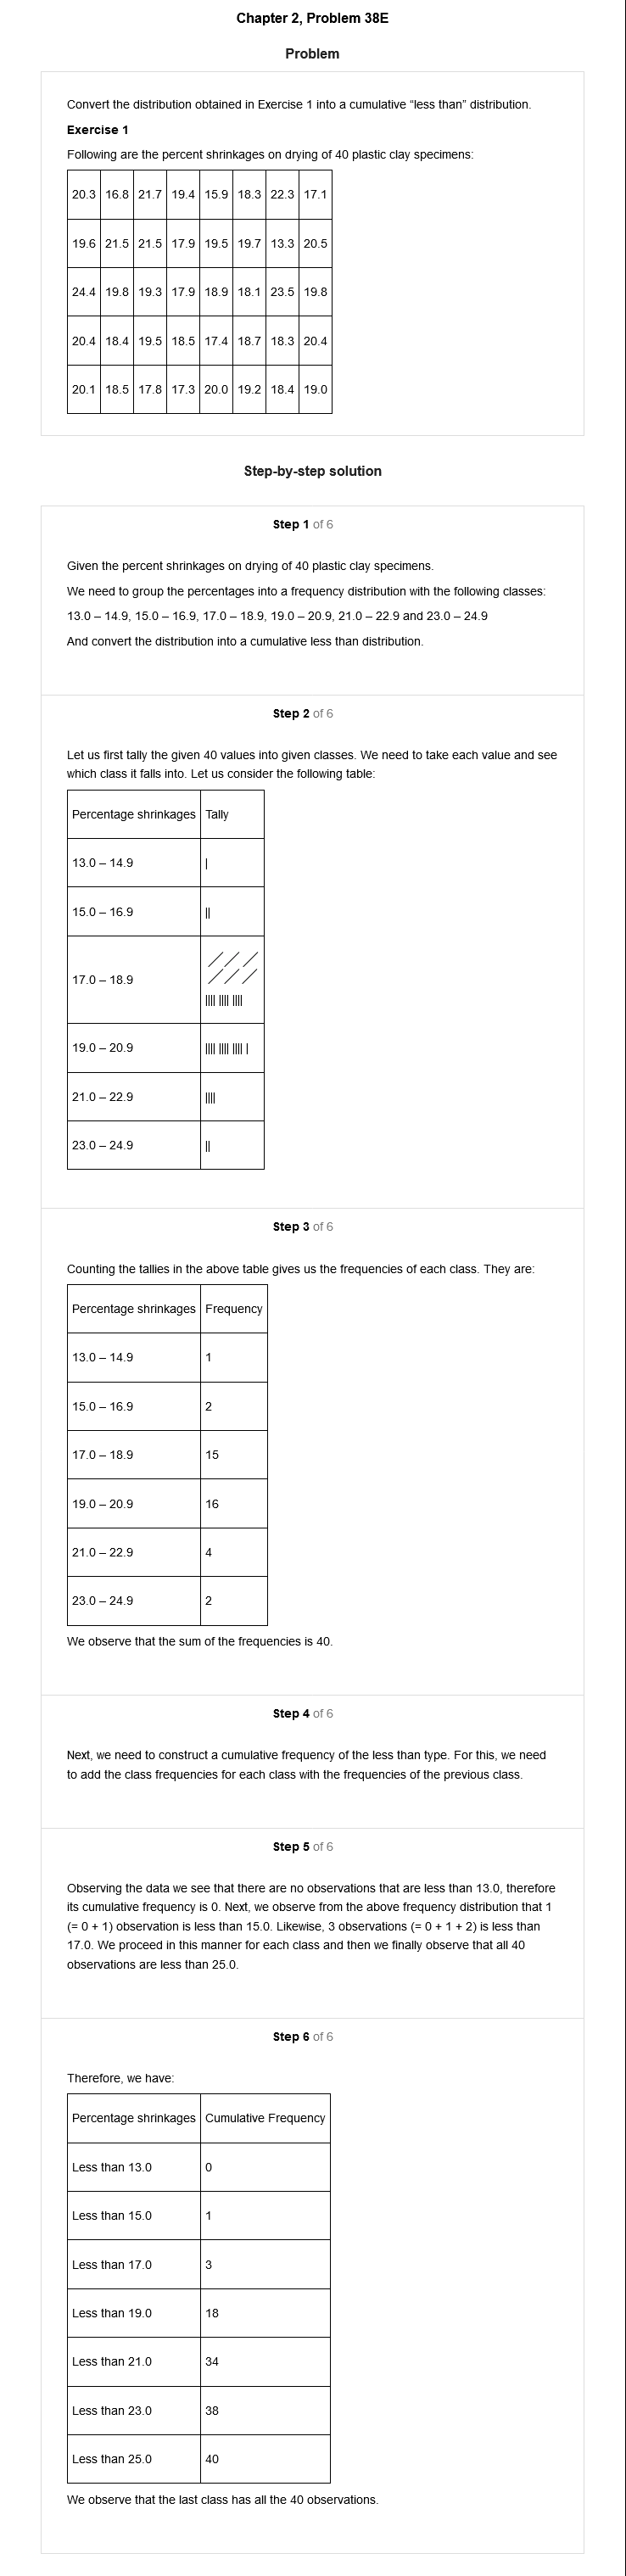 Chapter 2, Problem 38E
Problem
Convert the distribution obtained in Exercise 1 into a cumulative “less than” distribution.
Exercise 1
Following are the percent shrinkages on drying of 40 plastic clay specimens:
20.3 16.8 21.7 19.4 15.9 18.3 22.3 17.1
19.6 21.5 21.5 17.9 19.5 19.7 13.3 20.5
24.4 19.8 19.3 17.9 18.9 18.1 23.5 19.8
20.4 18.4 19.5 18.5 17.4 18.7 18.3 20.4
20.1 18.5 17.8 17.3 20.0 19.2 18.4 19.0
Step-by-step solution
Step 1 of 6
Given the percent shrinkages on drying of 40 plastic clay specimens.
We need to group the percentages into a frequency distribution with the following classes:
13.0 – 14.9, 15.0 – 16.9, 17.0 – 18.9, 19.0 – 20.9, 21.0 – 22.9 and 23.0 – 24.9
And convert the distribution into a cumulative less than distribution.
Step 2 of 6
Let us first tally the given 40 values into given classes. We need to take each value and see
which class it falls into. Let us consider the following table:
Percentage shrinkages Tally
13.0 – 14.9 |
15.0 – 16.9 ||
17.0 – 18.9 |||| |||| ||||
19.0 – 20.9 |||| |||| |||| |
21.0 – 22.9 ||||
23.0 – 24.9 ||
Step 3 of 6
Counting the tallies in the above table gives us the frequencies of each class. They are:
Percentage shrinkages Frequency
13.0 – 14.9 1
15.0 – 16.9 2
17.0 – 18.9 15
19.0 – 20.9 16
21.0 – 22.9 4
23.0 – 24.9 2
We observe that the sum of the frequencies is 40.
Step 4 of 6
Next, we need to construct a cumulative frequency of the less than type. For this, we need
to add the class frequencies for each class with the frequencies of the previous class.
Step 5 of 6
Observing the data we see that there are no observations that are less than 13.0, therefore
its cumulative frequency is 0. Next, we observe from the above frequency distribution that 1
(= 0 + 1) observation is less than 15.0. Likewise, 3 observations (= 0 + 1 + 2) is less than
17.0. We proceed in this manner for each class and then we finally observe that all 40
observations are less than 25.0.
Step 6 of 6
Therefore, we have:
Percentage shrinkages Cumulative Frequency
Less than 13.0 0
Less than 15.0 1
Less than 17.0 3
Less than 19.0 18
Less than 21.0 34
Less than 23.0 38
Less than 25.0 40
We observe that the last class has all the 40 observations.